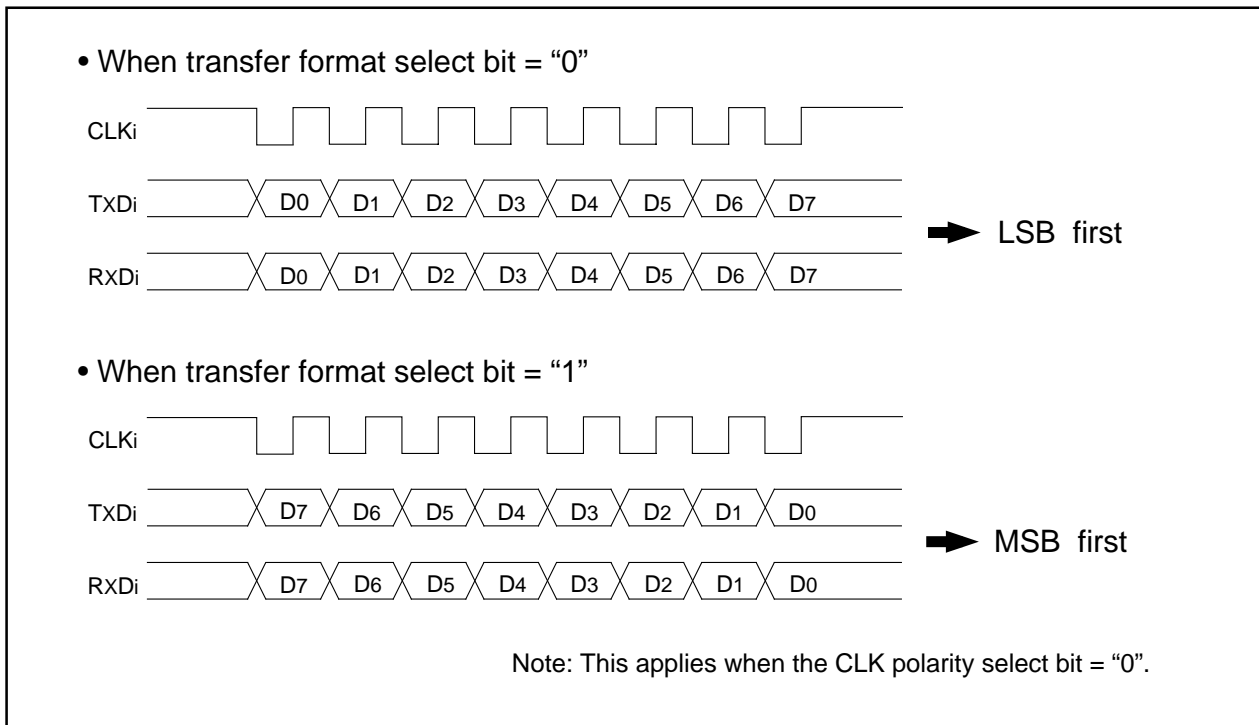 • When transfer format select bit = “0”
CLKi
TXDi D0 D1 D2 D3 D4 D5 D6 D7
RXDi D0 D1 D2 D3 D4 D5 D6 D7
LSB first
• When transfer format select bit = “1”
CLKi
TXDi D7 D6 D5 D4 D3 D2 D1 D0
RXDi D7 D6 D5 D4 D3 D2 D1 D0
MSB first
Note: This applies when the CLK polarity select bit = “0”.